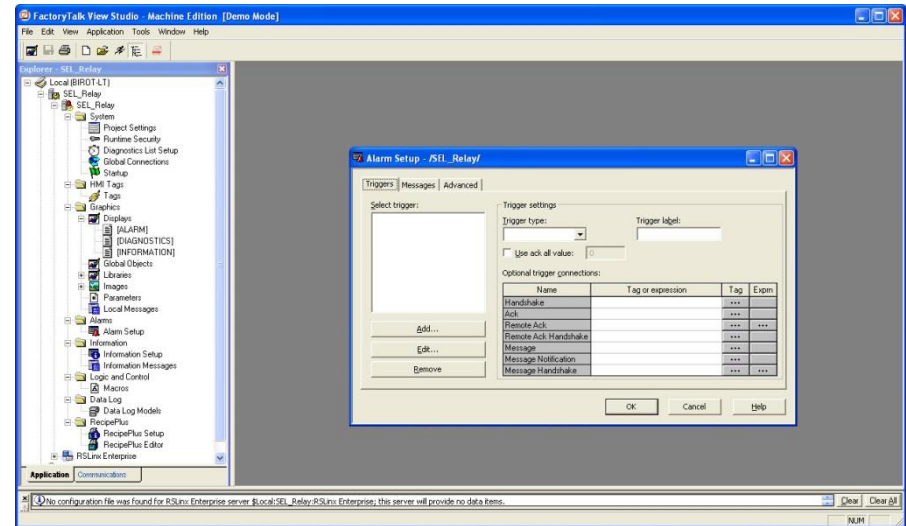 FactoryTalk View Studio - Machine Edition [Demo Mode]
File Edit View Application Tools Window Help
Explorer - SEL_Relay
Local (BIROT-LT)
SEL_Relay
SEL_Relay
System
Project Settings
Runtime Security
Diagnostics List Setup
Global Connections
Startup
HMI Tags
Tags
Graphics
Displays
[ALARM]
[DIAGNOSTICS]
[INFORMATION]
Global Objects
Libraries
Images
Parameters
Local Messages
Alarms
Alarm Setup
Information
Information Setup
Information Messages
Logic and Control
Macros
Data Log
Data Log Models
RecipePlus
RecipePlus Setup
RecipePlus Editor
RSLinx Enterprise
Application Communications
Alarm Setup - /SEL_Relay/
Triggers Messages Advanced
Select trigger:
Add...
Edit...
Remove
Trigger settings
Trigger type: Trigger label:
Use ack all value: 0
Optional trigger connections:
Name Tag or expression Tag Exprn
Handshake ...
Ack ...
Remote Ack ... ...
Remote Ack Handshake ...
Message ...
Message Notification ...
Message Handshake ... ...
OK Cancel Help
No configuration file was found for RSLinx Enterprise server $Local:SEL_Relay:RSLinx Enterprise; this server will provide no data items.
Clear Clear All
NUM